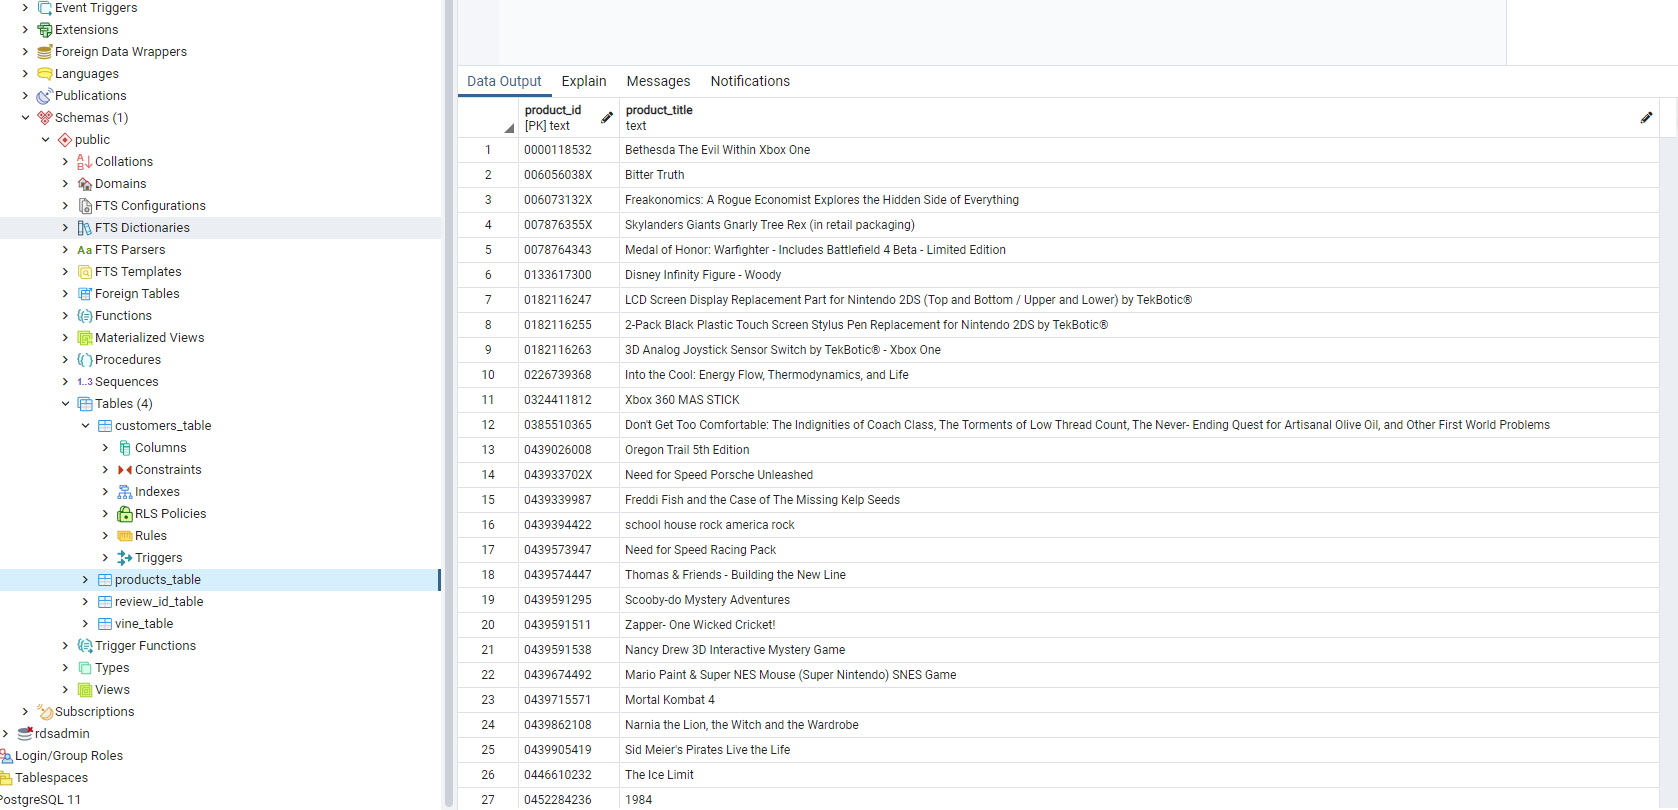 Event Triggers
Extensions
Foreign Data Wrappers
Languages
Publications
Schemas (1)
public
Collations
Domains
FTS Configurations
FTS Dictionaries
Aa FTS Parsers
FTS Templates
Foreign Tables
Functions
Materialized Views
Procedures
1..3 Sequences
Tables (4)
customers_table
Columns
Constraints
Indexes
RLS Policies
Rules
Triggers
products_table
review_id_table
vine_table
Trigger Functions
Types
Views
Subscriptions
rdsadmin
Login/Group Roles
Tablespaces
PostgreSQL 11
Data Output Explain Messages Notifications
product_id product_title
[PK] text text
1 0000118532 Bethesda The Evil Within Xbox One
2 006056038X Bitter Truth
3 006073132X Freakonomics: A Rogue Economist Explores the Hidden Side of Everything
4 007876355X Skylanders Giants Gnarly Tree Rex (in retail packaging)
5 0078764343 Medal of Honor: Warfighter - Includes Battlefield 4 Beta - Limited Edition
6 0133617300 Disney Infinity Figure - Woody
7 0182116247 LCD Screen Display Replacement Part for Nintendo 2DS (Top and Bottom / Upper and Lower) by TekBotic®
8 0182116255 2-Pack Black Plastic Touch Screen Stylus Pen Replacement for Nintendo 2DS by TekBotic®
9 0182116263 3D Analog Joystick Sensor Switch by TekBotic® - Xbox One
10 0226739368 Into the Cool: Energy Flow, Thermodynamics, and Life
11 0324411812 Xbox 360 MAS STICK
12 0385510365 Don't Get Too Comfortable: The Indignities of Coach Class, The Torments of Low Thread Count, The Never- Ending Quest for Artisanal Olive Oil, and Other First World Problems
13 0439026008 Oregon Trail 5th Edition
14 043933702X Need for Speed Porsche Unleashed
15 0439339987 Freddi Fish and the Case of The Missing Kelp Seeds
16 0439394422 school house rock america rock
17 0439573947 Need for Speed Racing Pack
18 0439574447 Thomas & Friends - Building the New Line
19 0439591295 Scooby-do Mystery Adventures
20 0439591511 Zapper- One Wicked Cricket!
21 0439591538 Nancy Drew 3D Interactive Mystery Game
22 0439674492 Mario Paint & Super NES Mouse (Super Nintendo) SNES Game
23 0439715571 Mortal Kombat 4
24 0439862108 Narnia the Lion, the Witch and the Wardrobe
25 0439905419 Sid Meier's Pirates Live the Life
26 0446610232 The Ice Limit
27 0452284236 1984